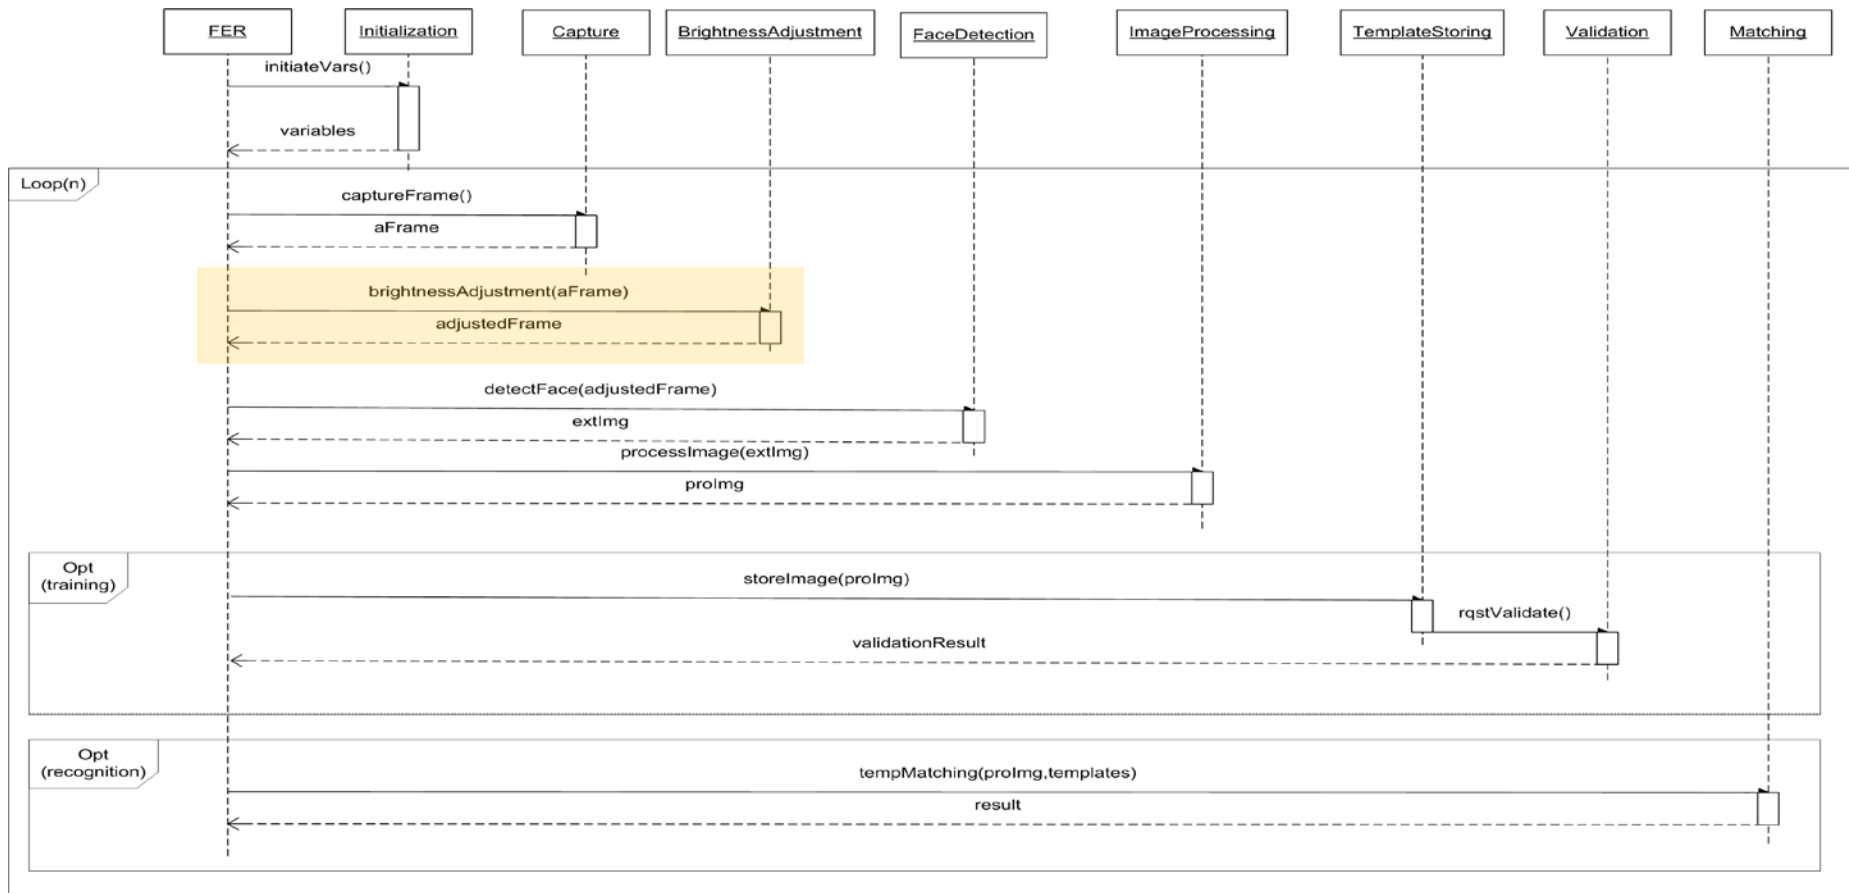 FER
Initialization
Capture
BrightnessAdjustment
FaceDetection
ImageProcessing
TemplateStoring
Validation
Matching
initiateVars()
variables
Loop(n)
captureFrame()
aFrame
brightnessAdjustment(aFrame)
adjustedFrame
detectFace(adjustedFrame)
extImg
processImage(extImg)
proImg
Opt
(training)
storeImage(proImg)
rqstValidate()
validationResult
Opt
(recognition)
tempMatching(proImg,templates)
result